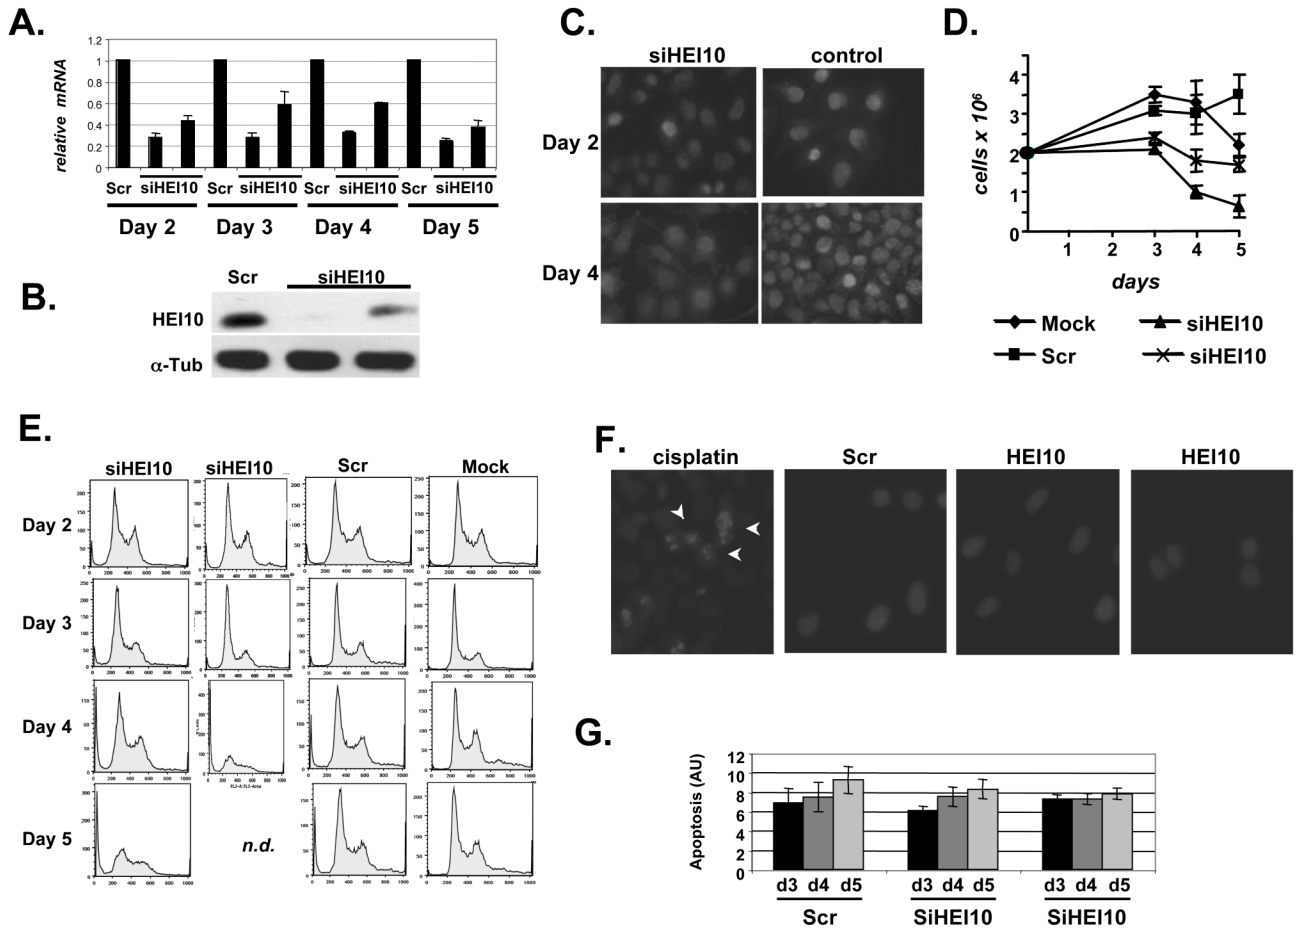 A.
relative mRNA
1.2
1
0.8
0.6
0.4
0.2
0
Scr siHEI10 Scr siHEI10 Scr siHEI10 Scr siHEI10
Day 2 Day 3 Day 4 Day 5
B.
Scr siHEI10
HEI10
α-Tub
C.
siHEI10 control
Day 2
Day 4
D.
cells x 10⁶
4
3
2
1
0
1 2 3 4 5
days
Mock siHEI10
Scr siHEI10
E.
siHEI10 siHEI10 Scr Mock
Day 2
Day 3
Day 4
Day 5
n.d.
FL2-A: FL2-Area
F.
cisplatin Scr HEI10 HEI10
G.
Apoptosis (AU)
12
10
8
6
4
2
0
d3 d4 d5 d3 d4 d5 d3 d4 d5
Scr SiHEI10 SiHEI10